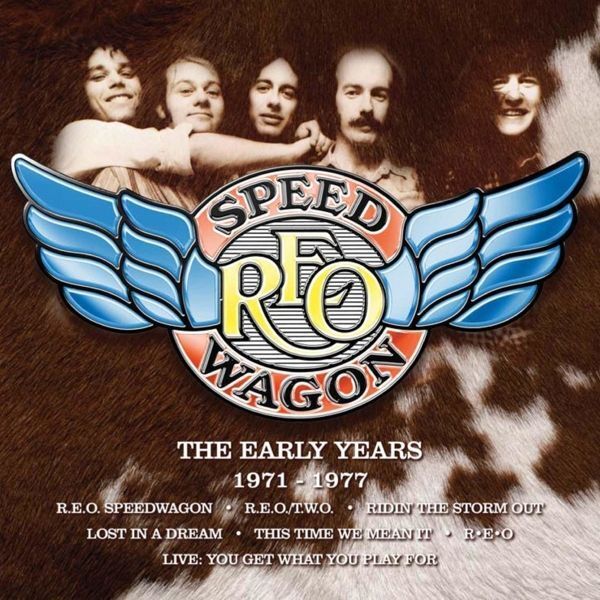 SPEED
REO
WAGON
THE EARLY YEARS
1971 - 1977
R.E.O. SPEEDWAGON • R.E.O./T.W.O. • RIDIN' THE STORM OUT
LOST IN A DREAM • THIS TIME WE MEAN IT • R•E•O
LIVE: YOU GET WHAT YOU PLAY FOR